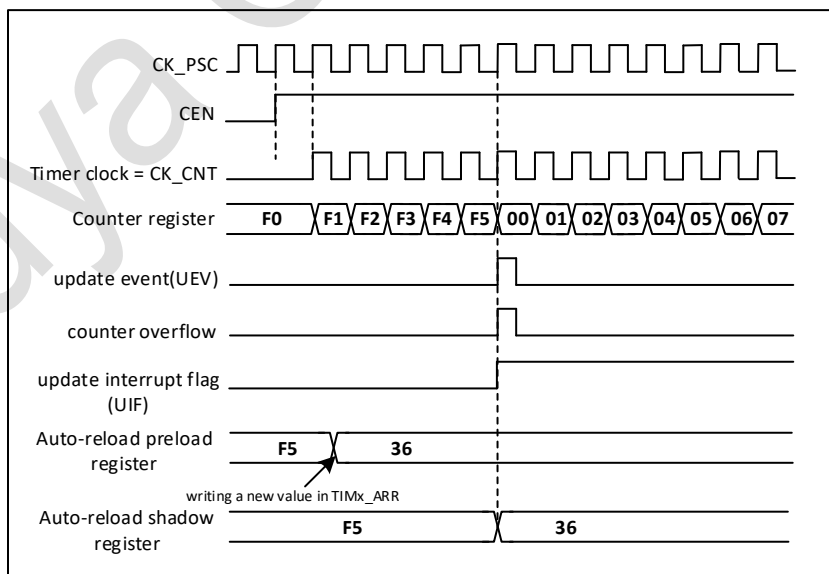 CK_PSC
CEN
Timer clock = CK_CNT
Counter register F0 F1 F2 F3 F4 F5 00 01 02 03 04 05 06 07
update event(UEV)
counter overflow
update interrupt flag
(UIF)
Auto-reload preload
register
F5 36
writing a new value in TIMx_ARR
Auto-reload shadow
register
F5 36